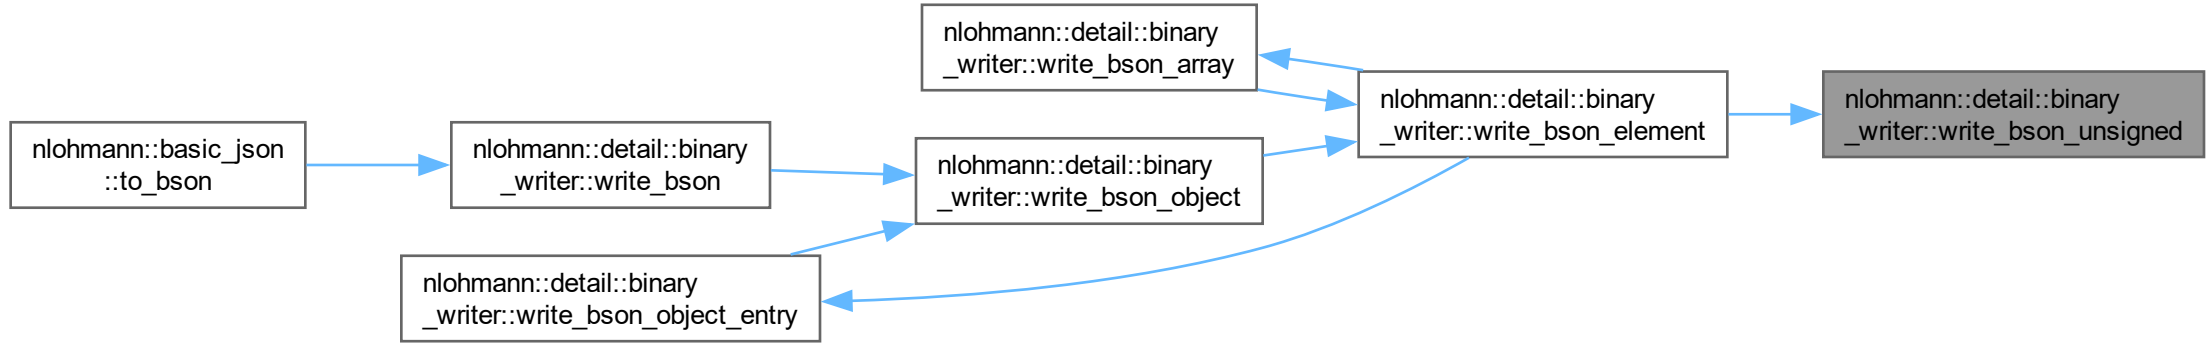 nlohmann::basic_json
::to_bson
nlohmann::detail::binary
_writer::write_bson
nlohmann::detail::binary
_writer::write_bson_array
nlohmann::detail::binary
_writer::write_bson_object
nlohmann::detail::binary
_writer::write_bson_object_entry
nlohmann::detail::binary
_writer::write_bson_element
nlohmann::detail::binary
_writer::write_bson_unsigned